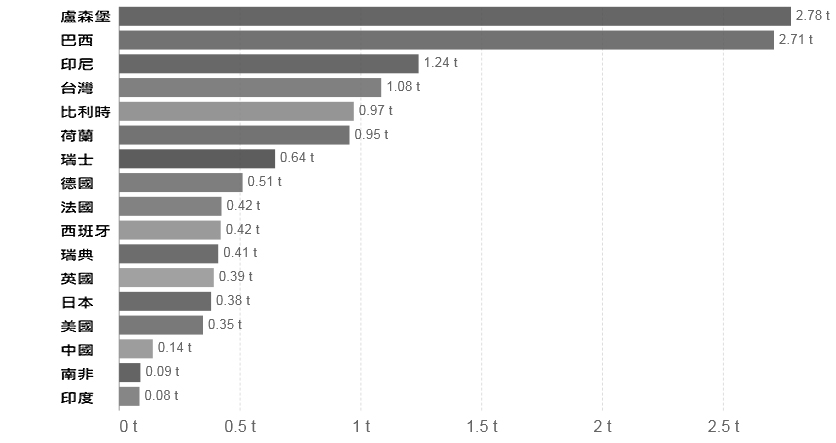 盧森堡 2.78 t
巴西 2.71 t
印尼 1.24 t
台灣 1.08 t
比利時 0.97 t
荷蘭 0.95 t
瑞士 0.64 t
德國 0.51 t
法國 0.42 t
西班牙 0.42 t
瑞典 0.41 t
英國 0.39 t
日本 0.38 t
美國 0.35 t
中國 0.14 t
南非 0.09 t
印度 0.08 t
0 t 0.5 t 1 t 1.5 t 2 t 2.5 t